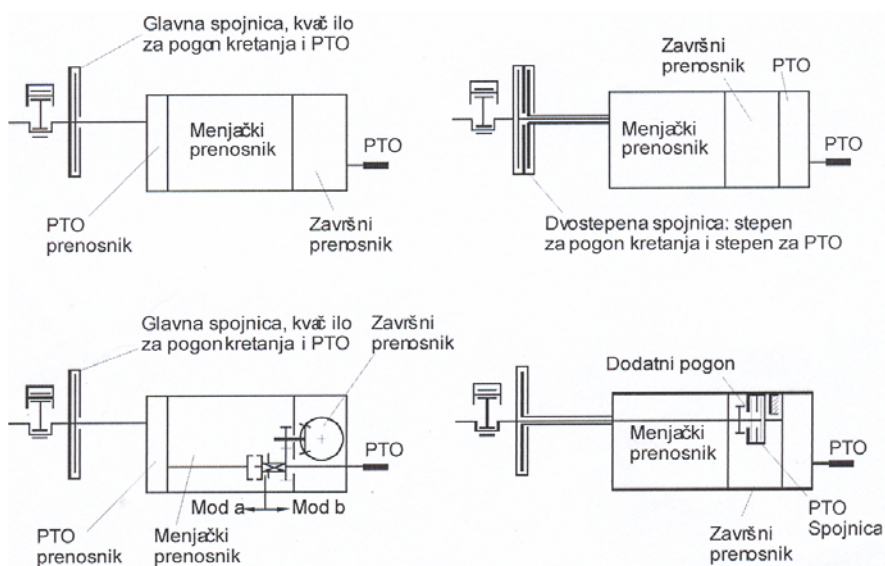 Glavna spojnica, kvač ilo
za pogon kretanja i PTO
Menjački
prenosnik
PTO
PTO
prenosnik
Završni
prenosnik
Završni
prenosnik
PTO
Menjački
prenosnik
PTO
Dvostepena spojnica: stepen
za pogon kretanja i stepen za PTO
Glavna spojnica, kvač ilo
za pogon kretanja i PTO
Završni
prenosnik
PTO
Mod a
Mod b
PTO
prenosnik
Menjački
prenosnik
Dodatni pogon
Menjački
prenosnik
PTO
PTO
Spojnica
Završni
prenosnik